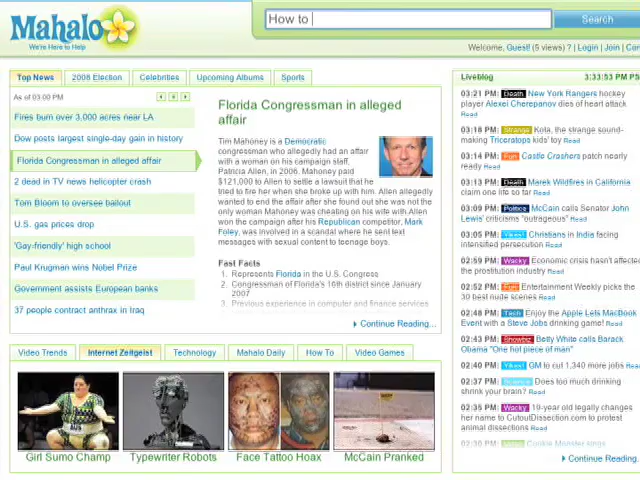 Mahalo
We're Here to Help
How to
Search
Welcome, Guest! (5 views) ? | Login | Join |
Top News
2008 Election
Celebrities
Upcoming Albums
Sports
As of 03:00 PM
Fires burn over 3,000 acres near LA
Dow posts largest single-day gain in history
Florida Congressman in alleged affair
2 dead in TV news helicopter crash
Tom Bloom to oversee bailout
U.S. gas prices drop
'Gay-friendly' high school
Paul Krugman wins Nobel Prize
Government assists European banks
37 people contract anthrax in Iraq
Florida Congressman in alleged
affair
Tim Mahoney is a Democratic
congressman who allegedly had an affair
with a woman on his campaign staff,
Patricia Allen, in 2006. Mahoney paid
$121,000 to Allen to settle a lawsuit that he
tried to fire her when she broke up with him. Allen allegedly
wanted to end the affair after she found out she was not the
only woman Mahoney was cheating on his wife with. Allen
won the campaign after his Republican competitor, Mark
Foley, was involved in a scandal where he sent text
messages with sexual content to teenage boys.
Fast Facts
1. Represents Florida in the U.S. Congress
2. Congressman of Florida's 16th district since January
2007
3. Previous experience in computer and finance services
Continue Reading...
Liveblog
3:33:53 PM
03:21 PM: Death New York Rangers hockey
player Alexei Cherepanov dies of heart attack
Read
03:18 PM: Strange Kota, the strange sound-
making Triceratops kids' toy Read
03:14 PM: Fun Castle Crashers patch nearly
ready Read
03:13 PM: Death Marek Wildfires in California
claim one life so far Read
03:09 PM: Politics McCain calls Senator John
Lewis' criticisms "outrageous" Read
03:05 PM: Yikes! Christians in India facing
intensified persecution Read
02:59 PM: Wacky Economic crisis hasn't affected
the prostitution industry Read
02:52 PM: Fun Entertainment Weekly picks the
30 best nude scenes Read
02:48 PM: Tech Enjoy the Apple Lets MacBook
Event with a Steve Jobs drinking game! Read
02:43 PM: Showbiz Betty White calls Barack
Obama "One hot piece of man" Read
02:40 PM: Yikes! GM to cut 1,340 more jobs Read
02:37 PM: Science Does too much drinking
shrink your brain? Read
02:35 PM: Wacky 19-year old legally changes
her name to CutoutDissection.com to protest
animal dissections Read
02:30 PM: Cookie Monster sings
Continue Reading...
Video Trends
Internet Zeitgeist
Technology
Mahalo Daily
How To
Video Games
Girl Sumo Champ
Typewriter Robots
Face Tattoo Hoax
McCain Pranked